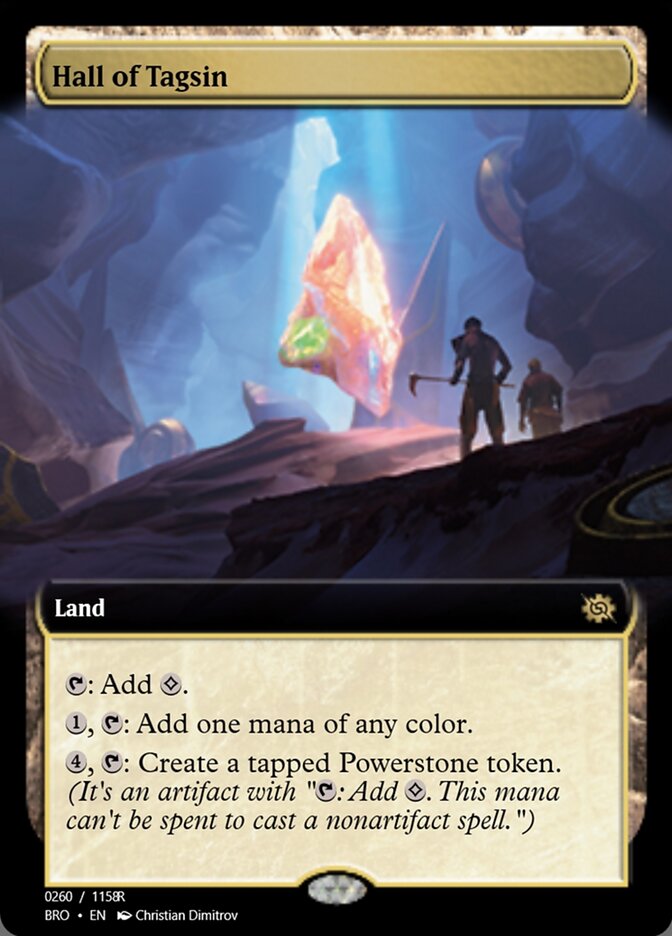 Hall of Tagsin
Land
: Add .
1, : Add one mana of any color.
4, : Create a tapped Powerstone token.
(It's an artifact with ": Add . This mana
can't be spent to cast a nonartifact spell.")
0260 / 1158R
BRO • EN Christian Dimitrov